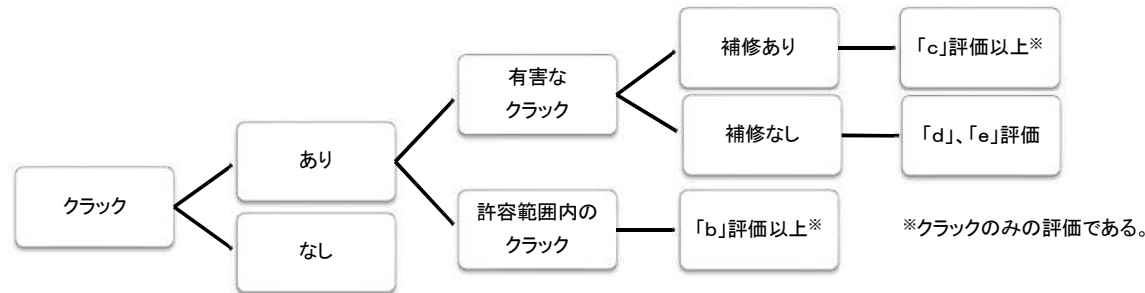 クラック
あり
なし
有害な
クラック
許容範囲内の
クラック
補修あり
補修なし
「c」評価以上※
「d」、「e」評価
「b」評価以上※
※クラックのみの評価である。